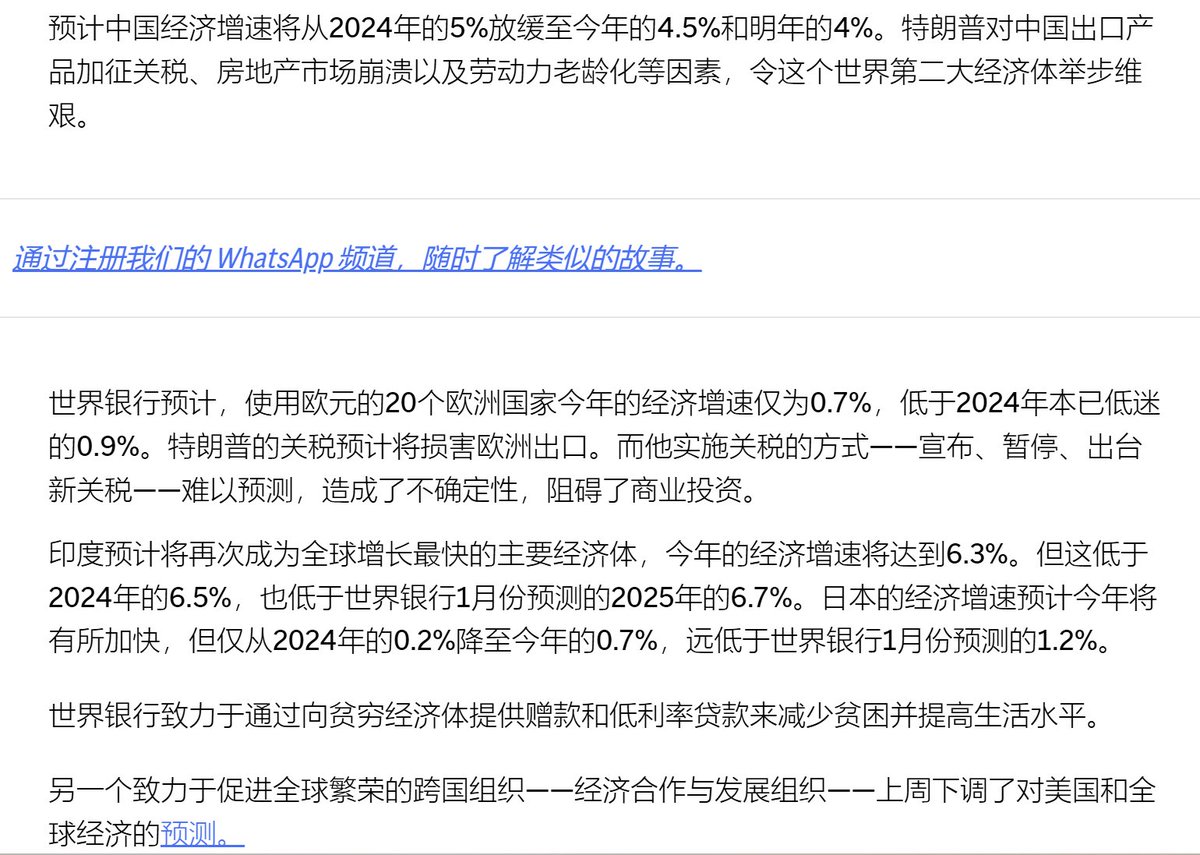 预计中国经济增速将从2024年的5%放缓至今年的4.5%和明年的4%。特朗普对中国出口产
品加征关税、房地产市场崩溃以及劳动力老龄化等因素，令这个世界第二大经济体举步维
艰。
通过注册我们的 WhatsApp 频道，随时了解类似的故事。
世界银行预计，使用欧元的20个欧洲国家今年的经济增速仅为0.7%，低于2024年本已低迷
的0.9%。特朗普的关税预计将损害欧洲出口。而他实施关税的方式——宣布、暂停、出台
新关税——难以预测，造成了不确定性，阻碍了商业投资。
印度预计将再次成为全球增长最快的主要经济体，今年的经济增速将达到6.3%。但这低于
2024年的6.5%，也低于世界银行1月份预测的2025年的6.7%。日本的经济增速预计今年将
有所加快，但仅从2024年的0.2%降至今年的0.7%，远低于世界银行1月份预测的1.2%。
世界银行致力于通过向贫穷经济体提供赠款和低利率贷款来减少贫困并提高生活水平。
另一个致力于促进全球繁荣的跨国组织——经济合作与发展组织——上周下调了对美国和全
球经济的预测。